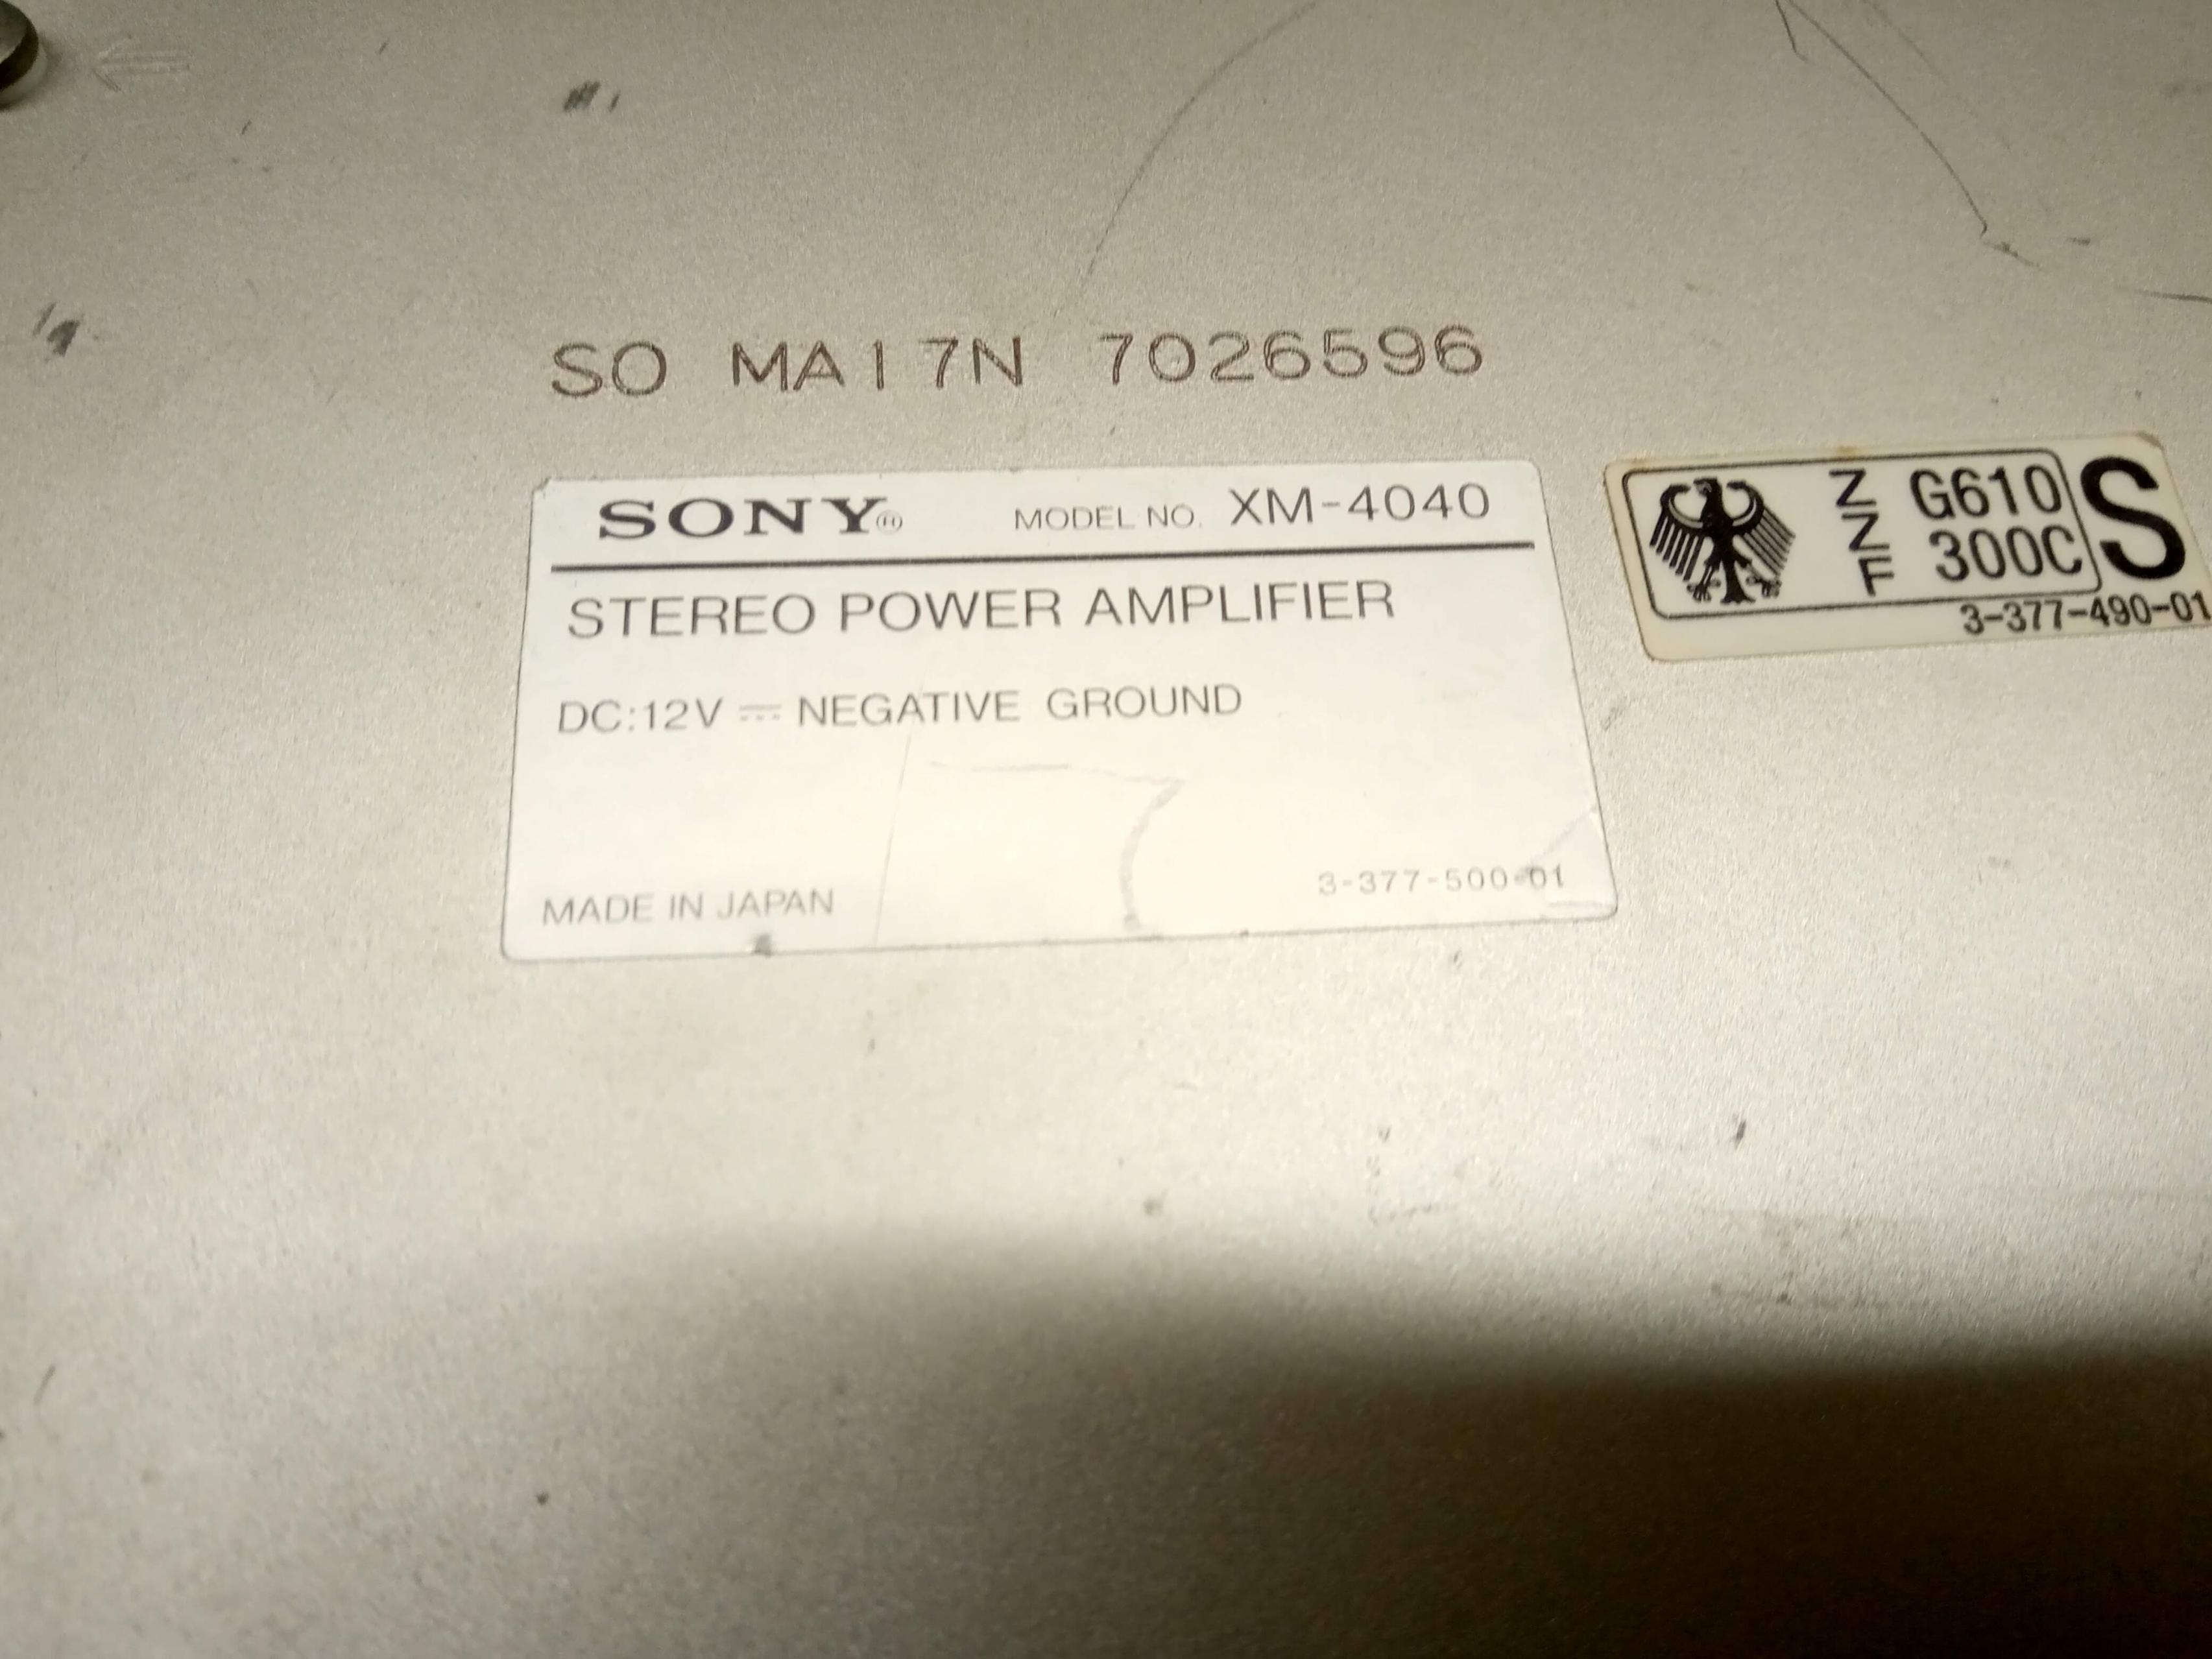 SO MA17N 7026596
SONY® MODEL NO. XM-4040
STEREO POWER AMPLIFIER
DC:12V ⎓ NEGATIVE GROUND
MADE IN JAPAN 3-377-500-01
ZZF G610 300C S
3-377-490-01